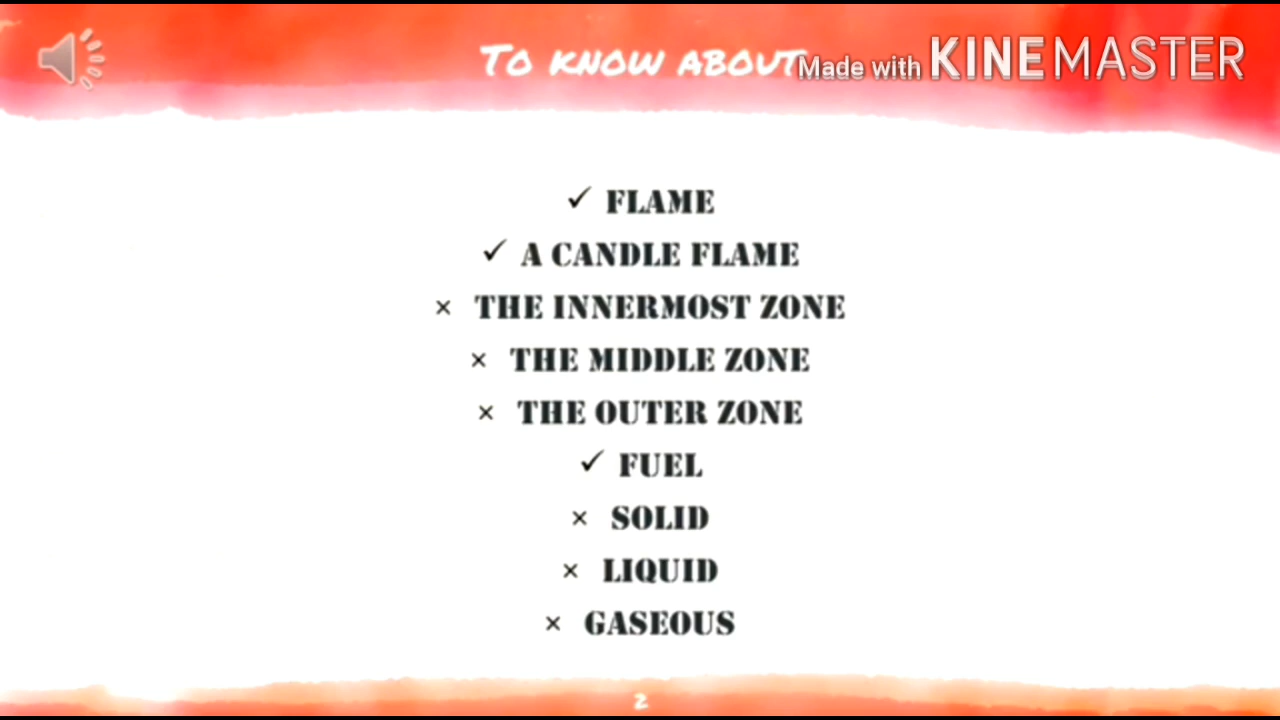 TO KNOW ABOUT
Made with KINEMASTER
✓ FLAME
✓ A CANDLE FLAME
× THE INNERMOST ZONE
× THE MIDDLE ZONE
× THE OUTER ZONE
✓ FUEL
× SOLID
× LIQUID
× GASEOUS
2